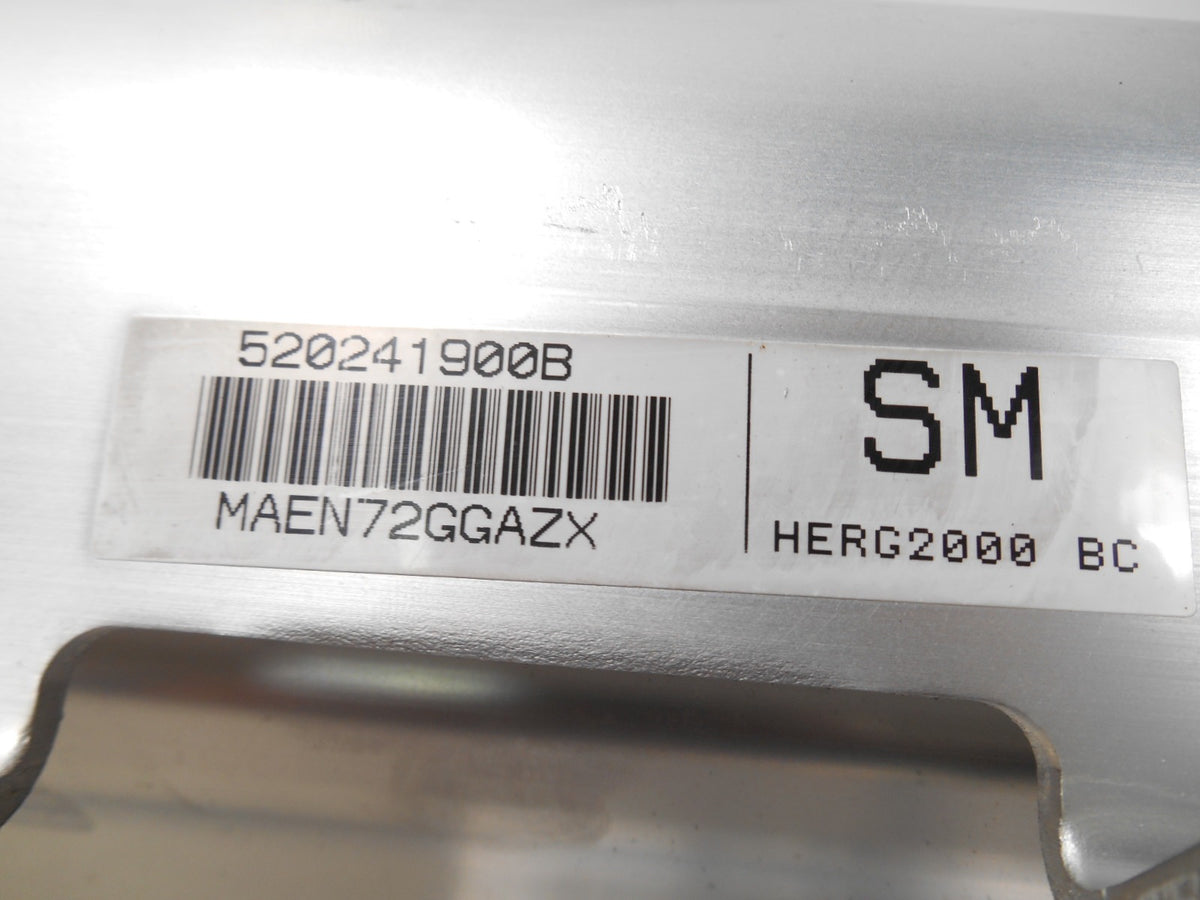 520241900B
MAEN72GGAZX
SM
HERG2000 BC